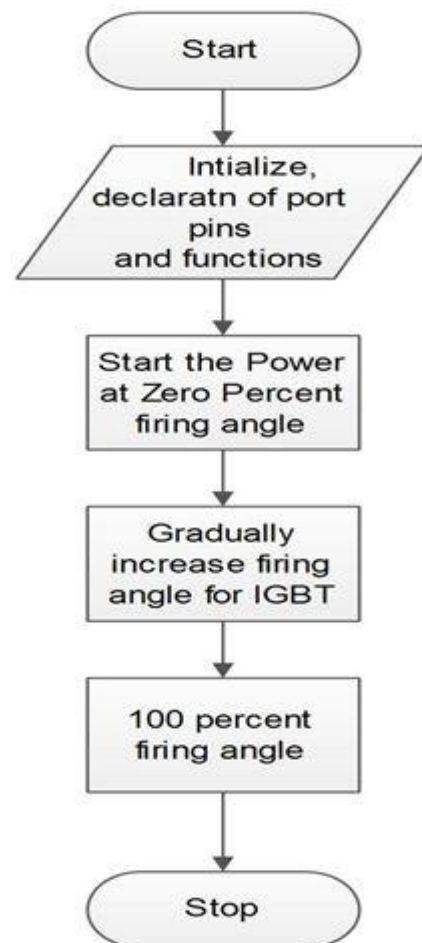 Start
Intialize,
declaratn of port
pins
and functions
Start the Power
at Zero Percent
firing angle
Gradually
increase firing
angle for IGBT
100 percent
firing angle
Stop